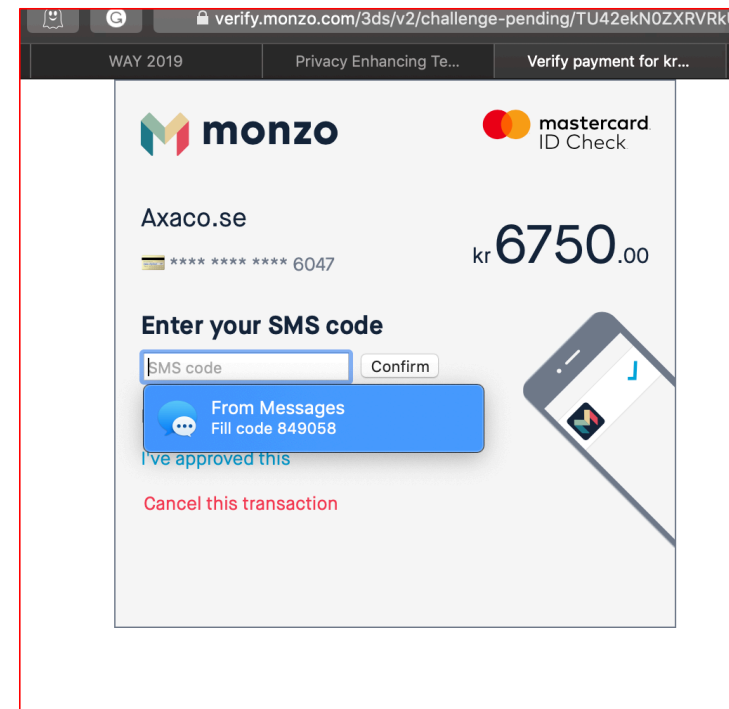 G
verify.monzo.com/3ds/v2/challenge-pending/TU42ekN0ZXRVRk
WAY 2019
Privacy Enhancing Te...
Verify payment for kr...
monzo
mastercard.
ID Check
Axaco.se
**** **** **** 6047
kr6750.00
Enter your SMS code
SMS code
Confirm
From Messages
Fill code 849058
I've approved this
Cancel this transaction